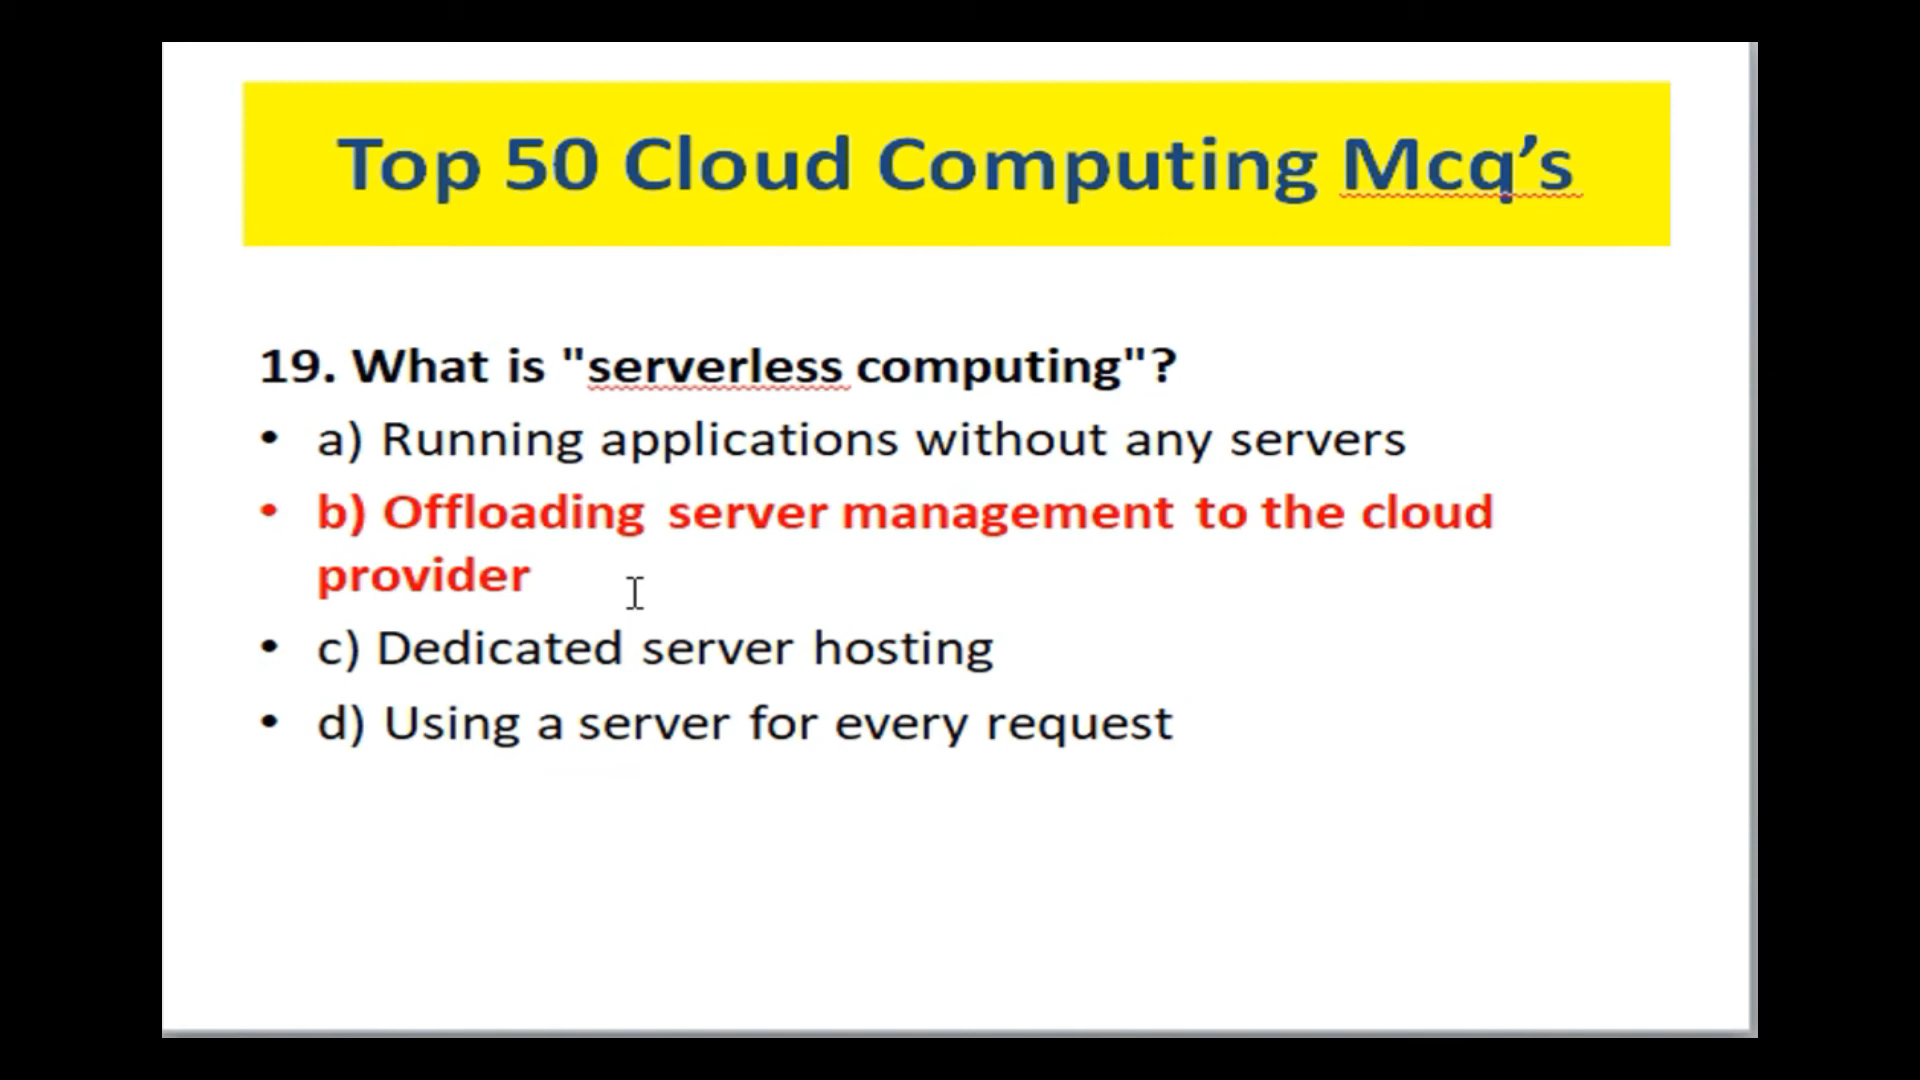 Top 50 Cloud Computing Mcq’s
19. What is "serverless computing"?
• a) Running applications without any servers
• b) Offloading server management to the cloud
provider
• c) Dedicated server hosting
• d) Using a server for every request